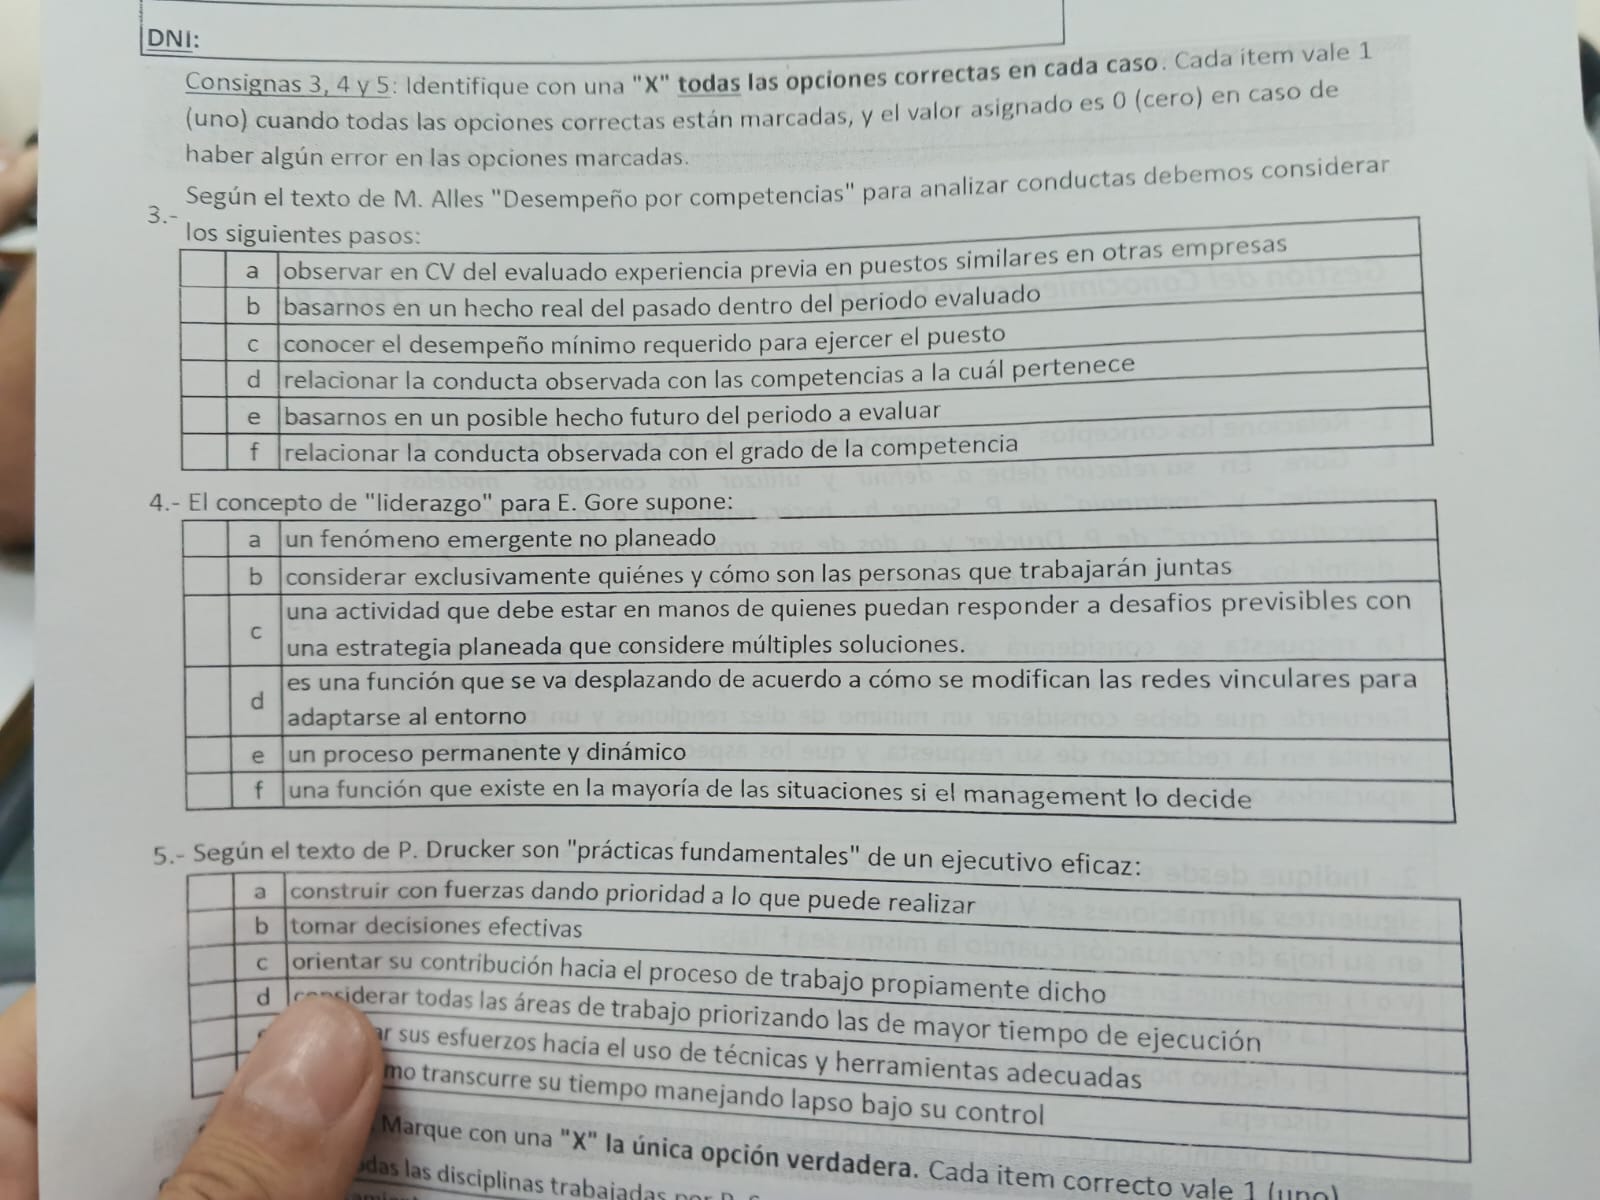 DNI:
Consignas 3, 4 y 5: Identifique con una "X" todas las opciones correctas en cada caso. Cada ítem vale 1
(uno) cuando todas las opciones correctas están marcadas, y el valor asignado es 0 (cero) en caso de
haber algún error en las opciones marcadas.
Según el texto de M. Alles "Desempeño por competencias" para analizar conductas debemos considerar
3.-
los siguientes pasos:
a observar en CV del evaluado experiencia previa en puestos similares en otras empresas
b basarnos en un hecho real del pasado dentro del periodo evaluado
c conocer el desempeño mínimo requerido para ejercer el puesto
d relacionar la conducta observada con las competencias a la cuál pertenece
e basarnos en un posible hecho futuro del periodo a evaluar
f relacionar la conducta observada con el grado de la competencia
4.- El concepto de "liderazgo" para E. Gore supone:
a un fenómeno emergente no planeado
b considerar exclusivamente quiénes y cómo son las personas que trabajarán juntas
una actividad que debe estar en manos de quienes puedan responder a desafios previsibles con
c
una estrategia planeada que considere múltiples soluciones.
es una función que se va desplazando de acuerdo a cómo se modifican las redes vinculares para
d
adaptarse al entorno
e un proceso permanente y dinámico
f una función que existe en la mayoría de las situaciones si el management lo decide
5.- Según el texto de P. Drucker son "prácticas fundamentales" de un ejecutivo eficaz:
a construir con fuerzas dando prioridad a lo que puede realizar
b tomar decisiones efectivas
c orientar su contribución hacia el proceso de trabajo propiamente dicho
d considerar todas las áreas de trabajo priorizando las de mayor tiempo de ejecución
sus esfuerzos hacia el uso de técnicas y herramientas adecuadas
transcurre su tiempo manejando lapso bajo su control
Marque con una "X" la única opción verdadera. Cada item correcto vale 1 (uno)
las disciplinas trabajadas por